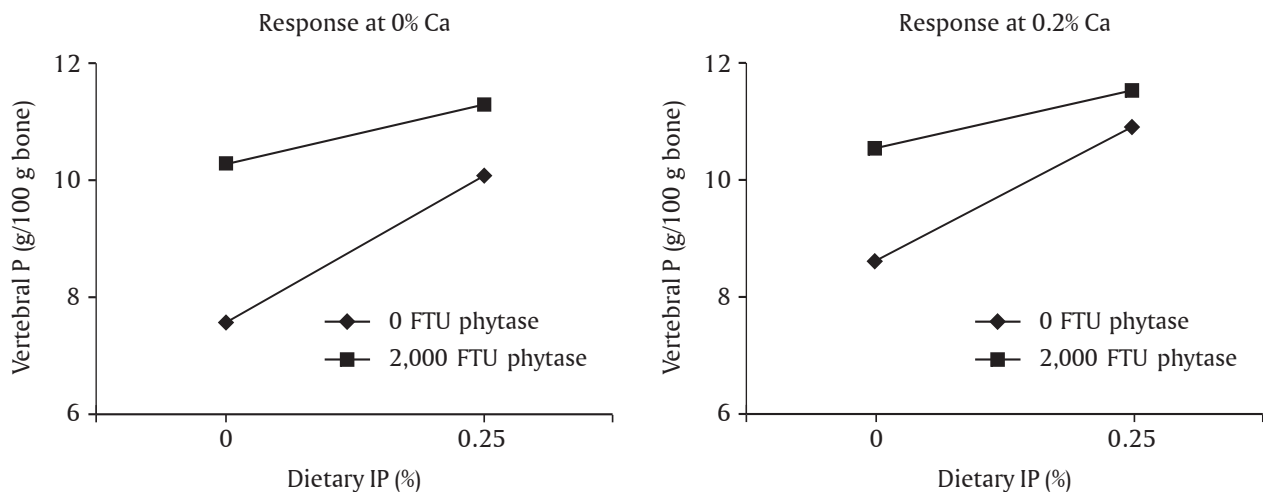 Response at 0% Ca
12
10
8
6
Vertebral P (g/100 g bone)
0 FTU phytase
2,000 FTU phytase
0
0.25
Dietary IP (%)
Response at 0.2% Ca
12
10
8
6
Vertebral P (g/100 g bone)
0 FTU phytase
2,000 FTU phytase
0
0.25
Dietary IP (%)